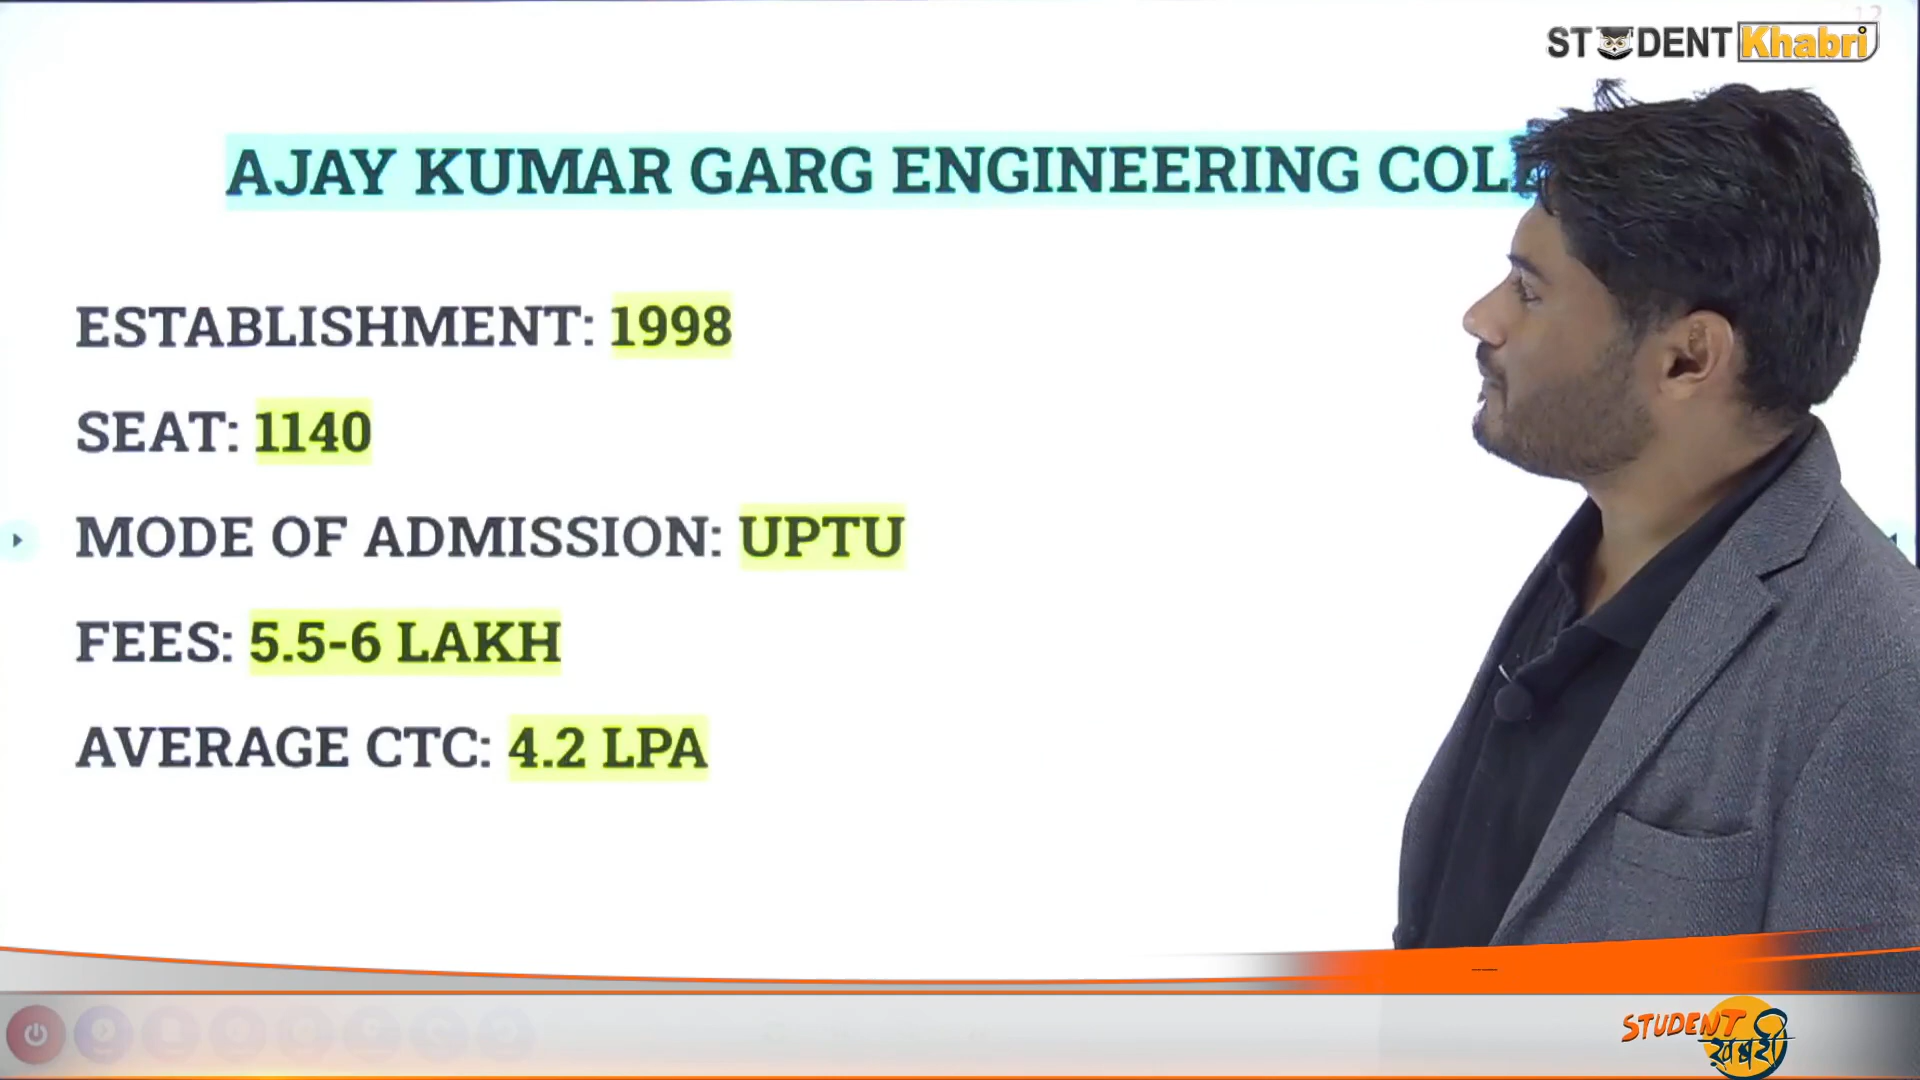 STUDENT Khabri
AJAY KUMAR GARG ENGINEERING COL
ESTABLISHMENT: 1998
SEAT: 1140
MODE OF ADMISSION: UPTU
FEES: 5.5-6 LAKH
AVERAGE CTC: 4.2 LPA
STUDENT
ख़बरी